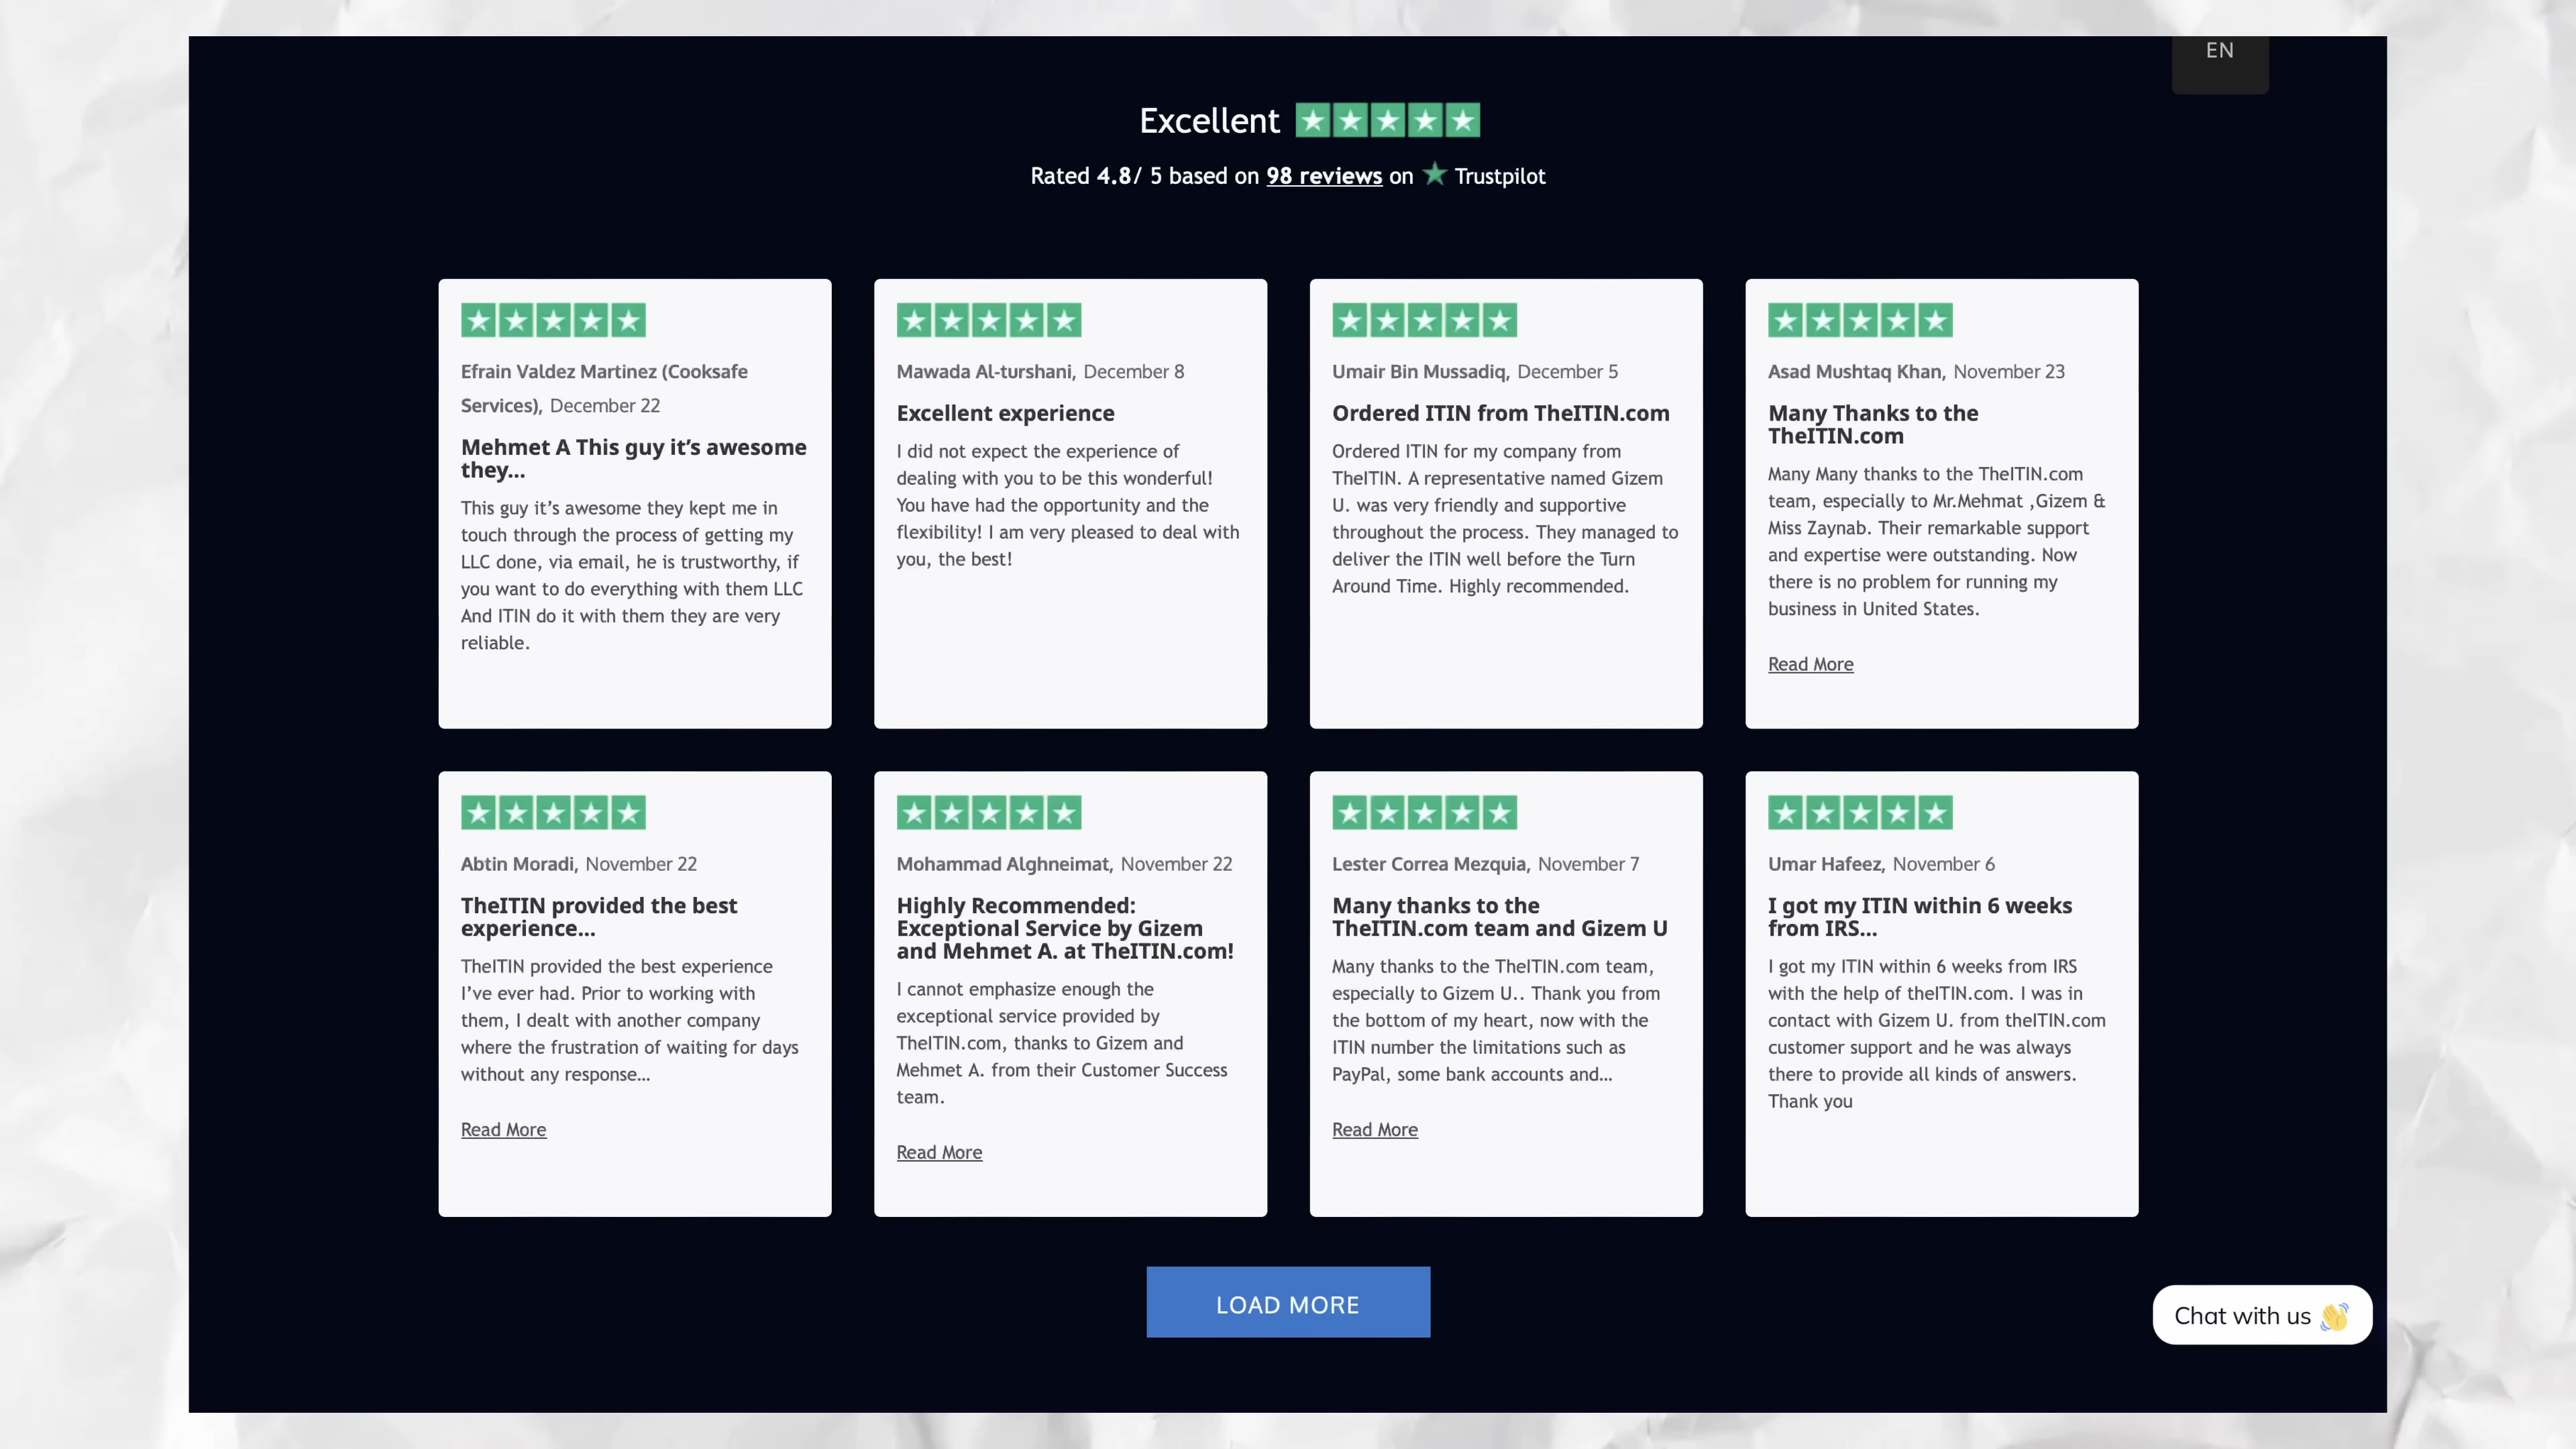 EN
Excellent
Rated 4.8/ 5 based on 98 reviews on Trustpilot
Efrain Valdez Martinez (Cooksafe
Services), December 22
Mehmet A This guy it’s awesome
they...
This guy it’s awesome they kept me in
touch through the process of getting my
LLC done, via email, he is trustworthy, if
you want to do everything with them LLC
And ITIN do it with them they are very
reliable.
Mawada Al-turshani, December 8
Excellent experience
I did not expect the experience of
dealing with you to be this wonderful!
You have had the opportunity and the
flexibility! I am very pleased to deal with
you, the best!
Umair Bin Mussadiq, December 5
Ordered ITIN from TheITIN.com
Ordered ITIN for my company from
TheITIN. A representative named Gizem
U. was very friendly and supportive
throughout the process. They managed to
deliver the ITIN well before the Turn
Around Time. Highly recommended.
Asad Mushtaq Khan, November 23
Many Thanks to the
TheITIN.com
Many Many thanks to the TheITIN.com
team, especially to Mr.Mehmat ,Gizem &
Miss Zaynab. Their remarkable support
and expertise were outstanding. Now
there is no problem for running my
business in United States.
Read More
Abtin Moradi, November 22
TheITIN provided the best
experience...
TheITIN provided the best experience
I’ve ever had. Prior to working with
them, I dealt with another company
where the frustration of waiting for days
without any response...
Read More
Mohammad Alghneimat, November 22
Highly Recommended:
Exceptional Service by Gizem
and Mehmet A. at TheITIN.com!
I cannot emphasize enough the
exceptional service provided by
TheITIN.com, thanks to Gizem and
Mehmet A. from their Customer Success
team.
Read More
Lester Correa Mezquia, November 7
Many thanks to the
TheITIN.com team and Gizem U
Many thanks to the TheITIN.com team,
especially to Gizem U.. Thank you from
the bottom of my heart, now with the
ITIN number the limitations such as
PayPal, some bank accounts and...
Read More
Umar Hafeez, November 6
I got my ITIN within 6 weeks
from IRS...
I got my ITIN within 6 weeks from IRS
with the help of theITIN.com. I was in
contact with Gizem U. from theITIN.com
customer support and he was always
there to provide all kinds of answers.
Thank you
LOAD MORE
Chat with us